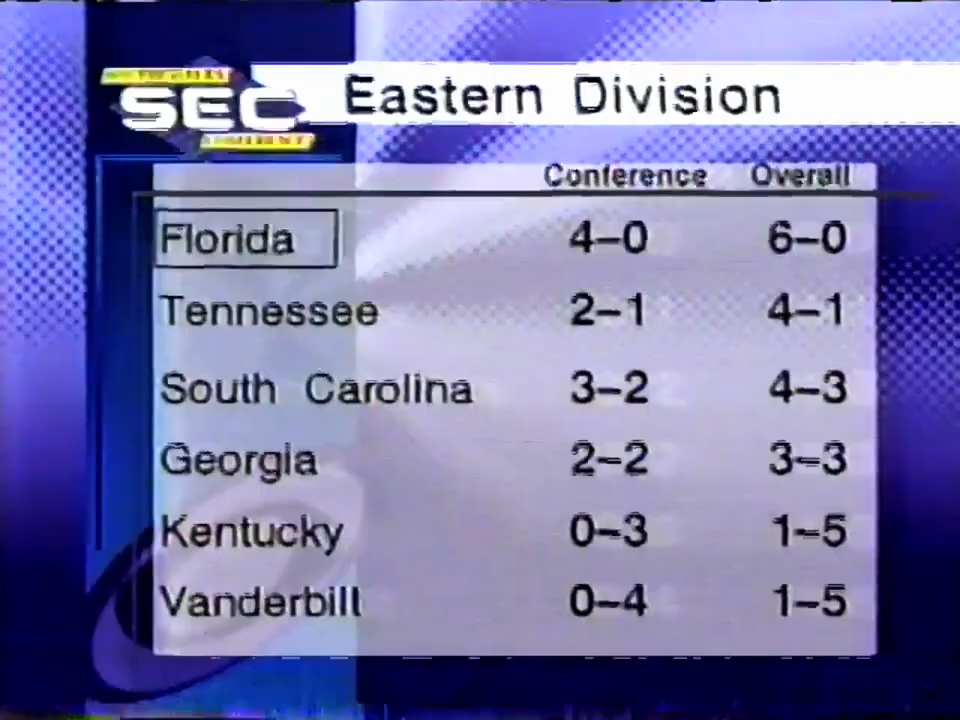 SEC Eastern Division
Conference Overall
Florida 4–0 6–0
Tennessee 2–1 4–1
South Carolina 3–2 4–3
Georgia 2–2 3–3
Kentucky 0–3 1–5
Vanderbilt 0–4 1–5